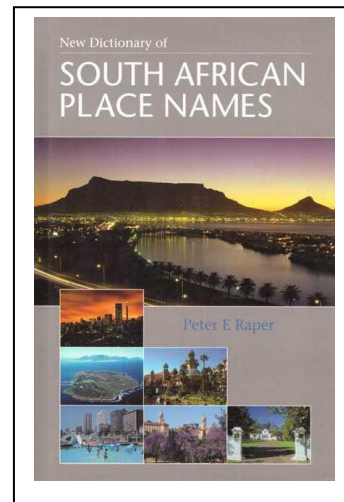 New Dictionary of
SOUTH AFRICAN
PLACE NAMES
Peter E Raper